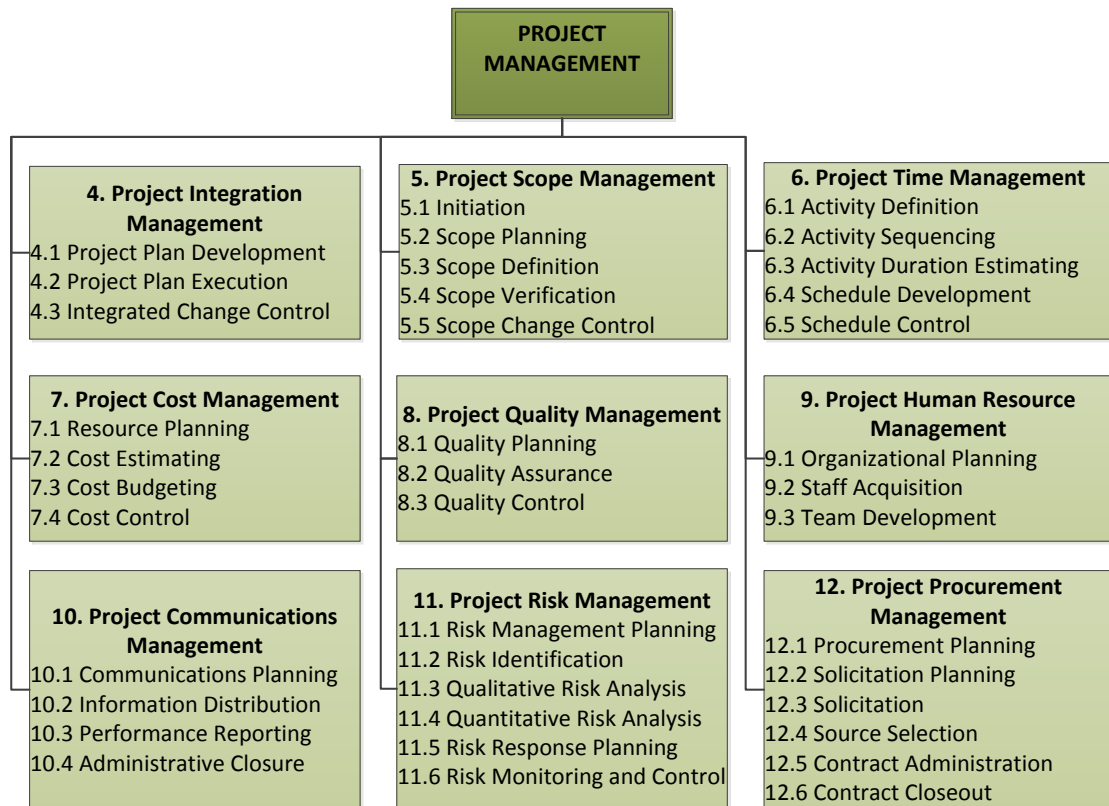 PROJECT
MANAGEMENT
4. Project Integration
Management
4.1 Project Plan Development
4.2 Project Plan Execution
4.3 Integrated Change Control
5. Project Scope Management
5.1 Initiation
5.2 Scope Planning
5.3 Scope Definition
5.4 Scope Verification
5.5 Scope Change Control
6. Project Time Management
6.1 Activity Definition
6.2 Activity Sequencing
6.3 Activity Duration Estimating
6.4 Schedule Development
6.5 Schedule Control
7. Project Cost Management
7.1 Resource Planning
7.2 Cost Estimating
7.3 Cost Budgeting
7.4 Cost Control
8. Project Quality Management
8.1 Quality Planning
8.2 Quality Assurance
8.3 Quality Control
9. Project Human Resource
Management
9.1 Organizational Planning
9.2 Staff Acquisition
9.3 Team Development
10. Project Communications
Management
10.1 Communications Planning
10.2 Information Distribution
10.3 Performance Reporting
10.4 Administrative Closure
11. Project Risk Management
11.1 Risk Management Planning
11.2 Risk Identification
11.3 Qualitative Risk Analysis
11.4 Quantitative Risk Analysis
11.5 Risk Response Planning
11.6 Risk Monitoring and Control
12. Project Procurement
Management
12.1 Procurement Planning
12.2 Solicitation Planning
12.3 Solicitation
12.4 Source Selection
12.5 Contract Administration
12.6 Contract Closeout